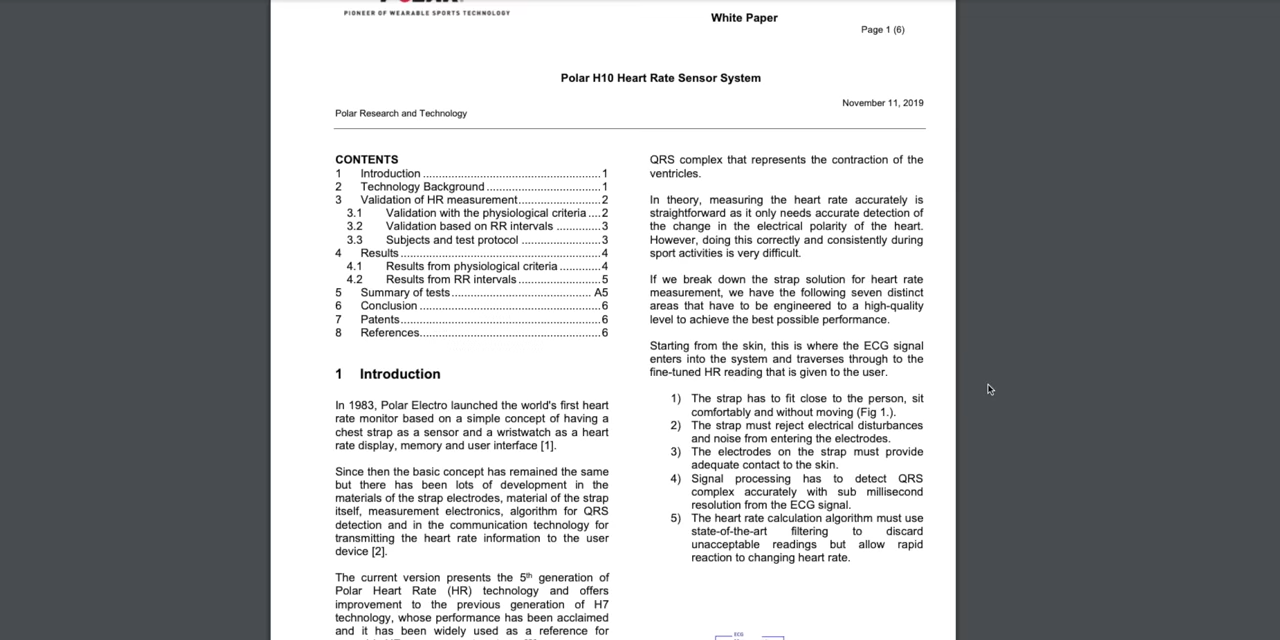 PIONEER OF WEARABLE SPORTS TECHNOLOGY
White Paper
Page 1 (6)
Polar H10 Heart Rate Sensor System
November 11, 2019
Polar Research and Technology
CONTENTS
1 Introduction ..................................................... 1
2 Technology Background .................................. 1
3 Validation of HR measurement......................... 2
3.1 Validation with the physiological criteria .... 2
3.2 Validation based on RR intervals ............. 3
3.3 Subjects and test protocol ........................ 3
4 Results ............................................................. 4
4.1 Results from physiological criteria ............ 4
4.2 Results from RR intervals ......................... 5
5 Summary of tests ........................................... A5
6 Conclusion ....................................................... 6
7 Patents ............................................................. 6
8 References....................................................... 6
1 Introduction
In 1983, Polar Electro launched the world's first heart
rate monitor based on a simple concept of having a
chest strap as a sensor and a wristwatch as a heart
rate display, memory and user interface [1].
Since then the basic concept has remained the same
but there has been lots of development in the
materials of the strap electrodes, material of the strap
itself, measurement electronics, algorithm for QRS
detection and in the communication technology for
transmitting the heart rate information to the user
device [2].
The current version presents the 5th generation of
Polar Heart Rate (HR) technology and offers
improvement to the previous generation of H7
technology, whose performance has been acclaimed
and it has been widely used as a reference for
QRS complex that represents the contraction of the
ventricles.
In theory, measuring the heart rate accurately is
straightforward as it only needs accurate detection of
the change in the electrical polarity of the heart.
However, doing this correctly and consistently during
sport activities is very difficult.
If we break down the strap solution for heart rate
measurement, we have the following seven distinct
areas that have to be engineered to a high-quality
level to achieve the best possible performance.
Starting from the skin, this is where the ECG signal
enters into the system and traverses through to the
fine-tuned HR reading that is given to the user.
1) The strap has to fit close to the person, sit
comfortably and without moving (Fig 1.).
2) The strap must reject electrical disturbances
and noise from entering the electrodes.
3) The electrodes on the strap must provide
adequate contact to the skin.
4) Signal processing has to detect QRS
complex accurately with sub millisecond
resolution from the ECG signal.
5) The heart rate calculation algorithm must use
state-of-the-art filtering to discard
unacceptable readings but allow rapid
reaction to changing heart rate.
ECG